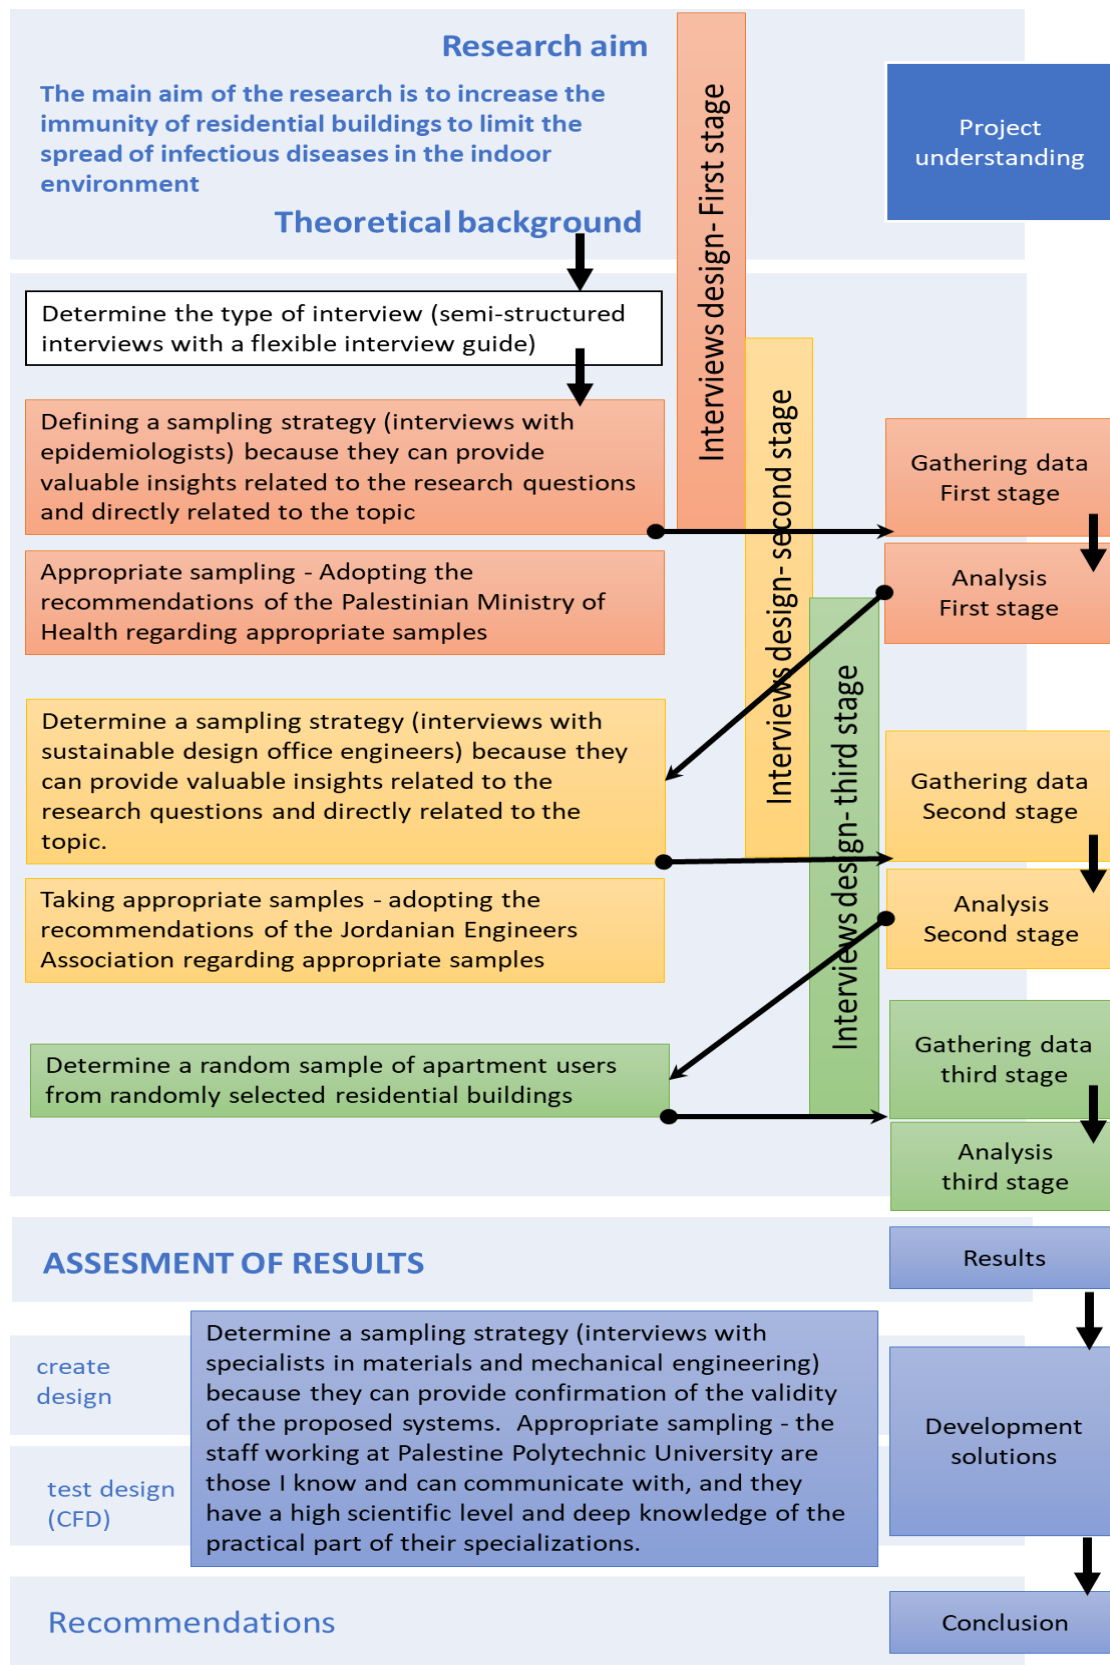 Research aim
The main aim of the research is to increase the
immunity of residential buildings to limit the
spread of infectious diseases in the indoor
environment
Theoretical background
Project
understanding
Interviews design- First stage
Determine the type of interview (semi-structured
interviews with a flexible interview guide)
Defining a sampling strategy (interviews with
epidemiologists) because they can provide
valuable insights related to the research questions
and directly related to the topic
Interviews design- second stage
Gathering data
First stage
Appropriate sampling - Adopting the
recommendations of the Palestinian Ministry of
Health regarding appropriate samples
Analysis
First stage
Interviews design- third stage
Determine a sampling strategy (interviews with
sustainable design office engineers) because they
can provide valuable insights related to the
research questions and directly related to the
topic.
Gathering data
Second stage
Taking appropriate samples - adopting the
recommendations of the Jordanian Engineers
Association regarding appropriate samples
Analysis
Second stage
Determine a random sample of apartment users
from randomly selected residential buildings
Gathering data
third stage
Analysis
third stage
ASSESMENT OF RESULTS
Results
create
design
test design
(CFD)
Determine a sampling strategy (interviews with
specialists in materials and mechanical engineering)
because they can provide confirmation of the validity
of the proposed systems.  Appropriate sampling - the
staff working at Palestine Polytechnic University are
those I know and can communicate with, and they
have a high scientific level and deep knowledge of the
practical part of their specializations.
Development
solutions
Recommendations
Conclusion